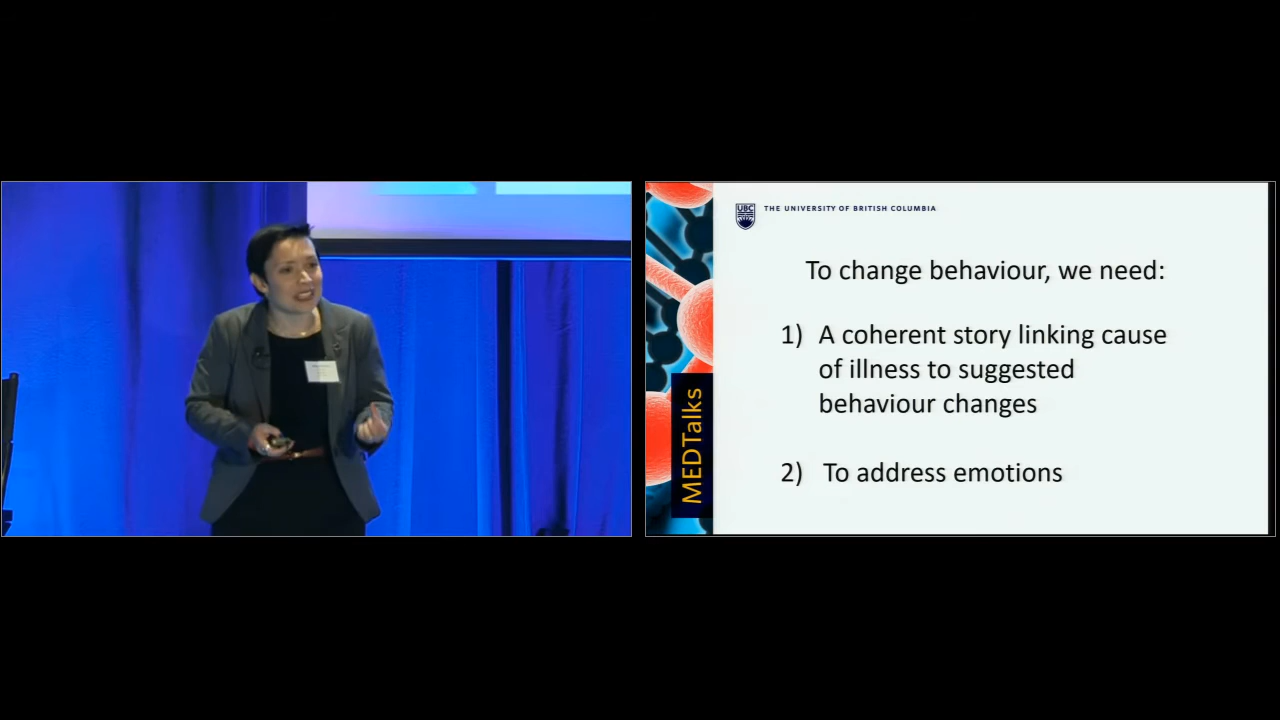 UBC
THE UNIVERSITY OF BRITISH COLUMBIA
To change behaviour, we need:
1) A coherent story linking cause
of illness to suggested
behaviour changes
2) To address emotions
MEDTalks